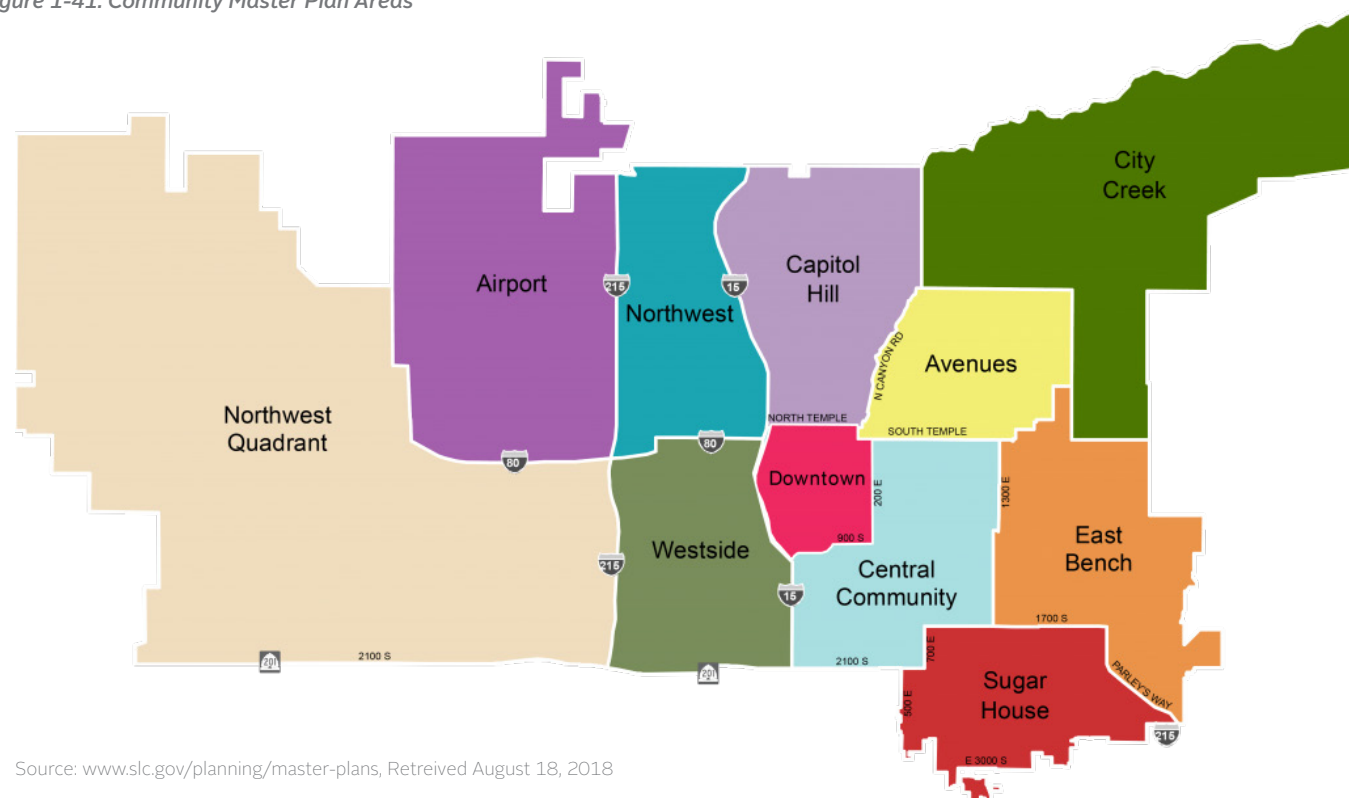 gure 1-41. Community Master Plan Areas
City
Creek
Capitol
Hill
Airport
215
15
Northwest
N CANYON RD
Avenues
Northwest
Quadrant
NORTH TEMPLE
SOUTH TEMPLE
80
80
Downtown
200 E
1300 E
900 S
East
Bench
Westside
215
Central
Community
15
1700 S
2100 S
201
2100 S
700 E
201
Sugar
House
500 E
PARLEY'S WAY
215
E 3000 S
Source: www.slc.gov/planning/master-plans, Retreived August 18, 2018